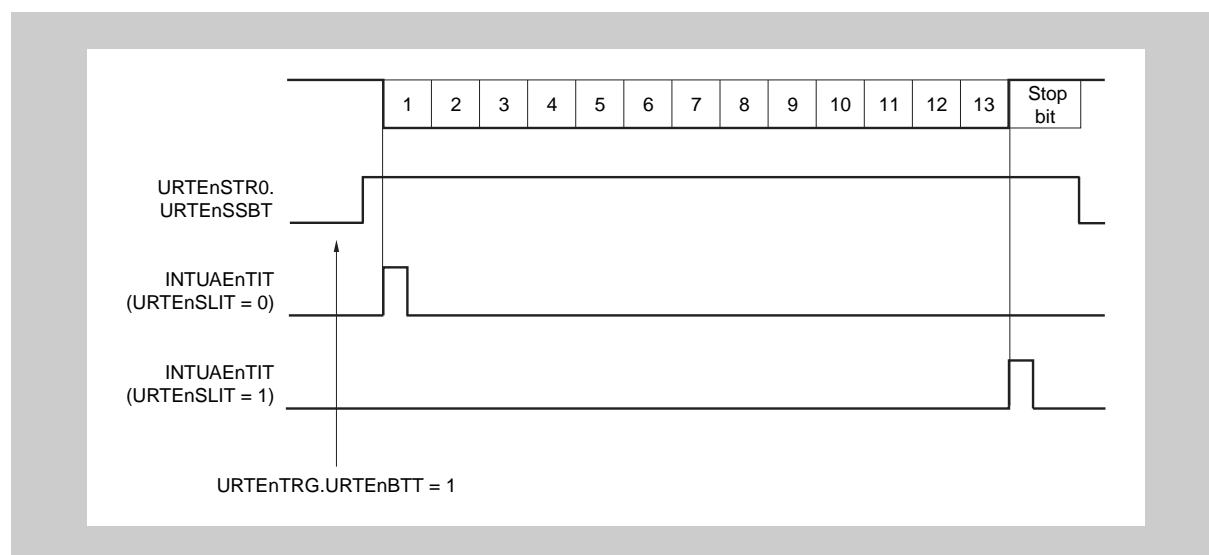 1 2 3 4 5 6 7 8 9 10 11 12 13 Stop
bit
URTEnSTR0.
URTEnSSBT
INTUAEnTIT
(URTEnSLIT = 0)
INTUAEnTIT
(URTEnSLIT = 1)
URTEnTRG.URTEnBTT = 1